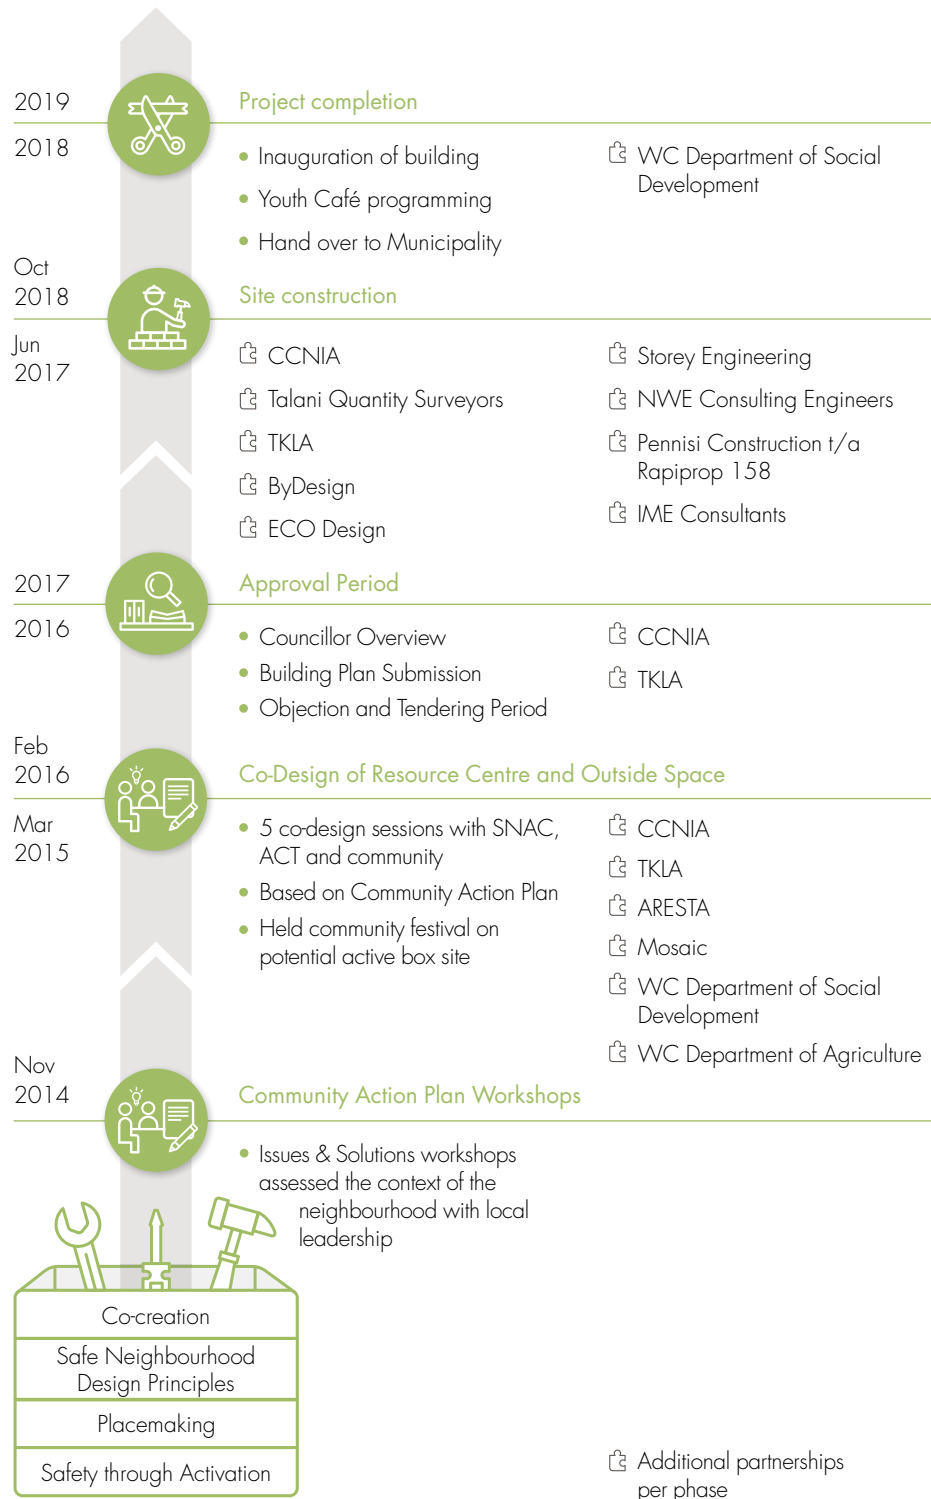 2019
Project completion
2018
Inauguration of building
Youth Café programming
Hand over to Municipality
WC Department of Social
Development
Oct
2018
Site construction
Jun
2017
CCNIA
Talani Quantity Surveyors
TKLA
ByDesign
ECO Design
Storey Engineering
NWE Consulting Engineers
Pennisi Construction t/a
Rapiprop 158
IME Consultants
2017
Approval Period
2016
Councillor Overview
Building Plan Submission
Objection and Tendering Period
CCNIA
TKLA
Feb
2016
Co-Design of Resource Centre and Outside Space
Mar
2015
5 co-design sessions with SNAC,
ACT and community
Based on Community Action Plan
Held community festival on
potential active box site
CCNIA
TKLA
ARESTA
Mosaic
WC Department of Social
Development
WC Department of Agriculture
Nov
2014
Community Action Plan Workshops
Issues & Solutions workshops
assessed the context of the
neighbourhood with local
leadership
Co-creation
Safe Neighbourhood
Design Principles
Placemaking
Safety through Activation
Additional partnerships
per phase